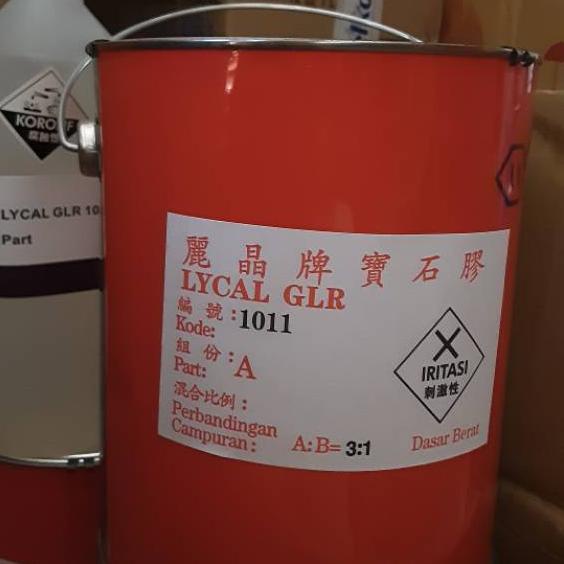 麗晶牌寶石膠
LYCAL GLR
編號：
Kode: 1011
組份：
Part: A
混合比例：
Perbandingan
Campuran: A:B= 3:1
Dasar Berat
IRITASI
刺激性
LYCAL GLR 10
Part